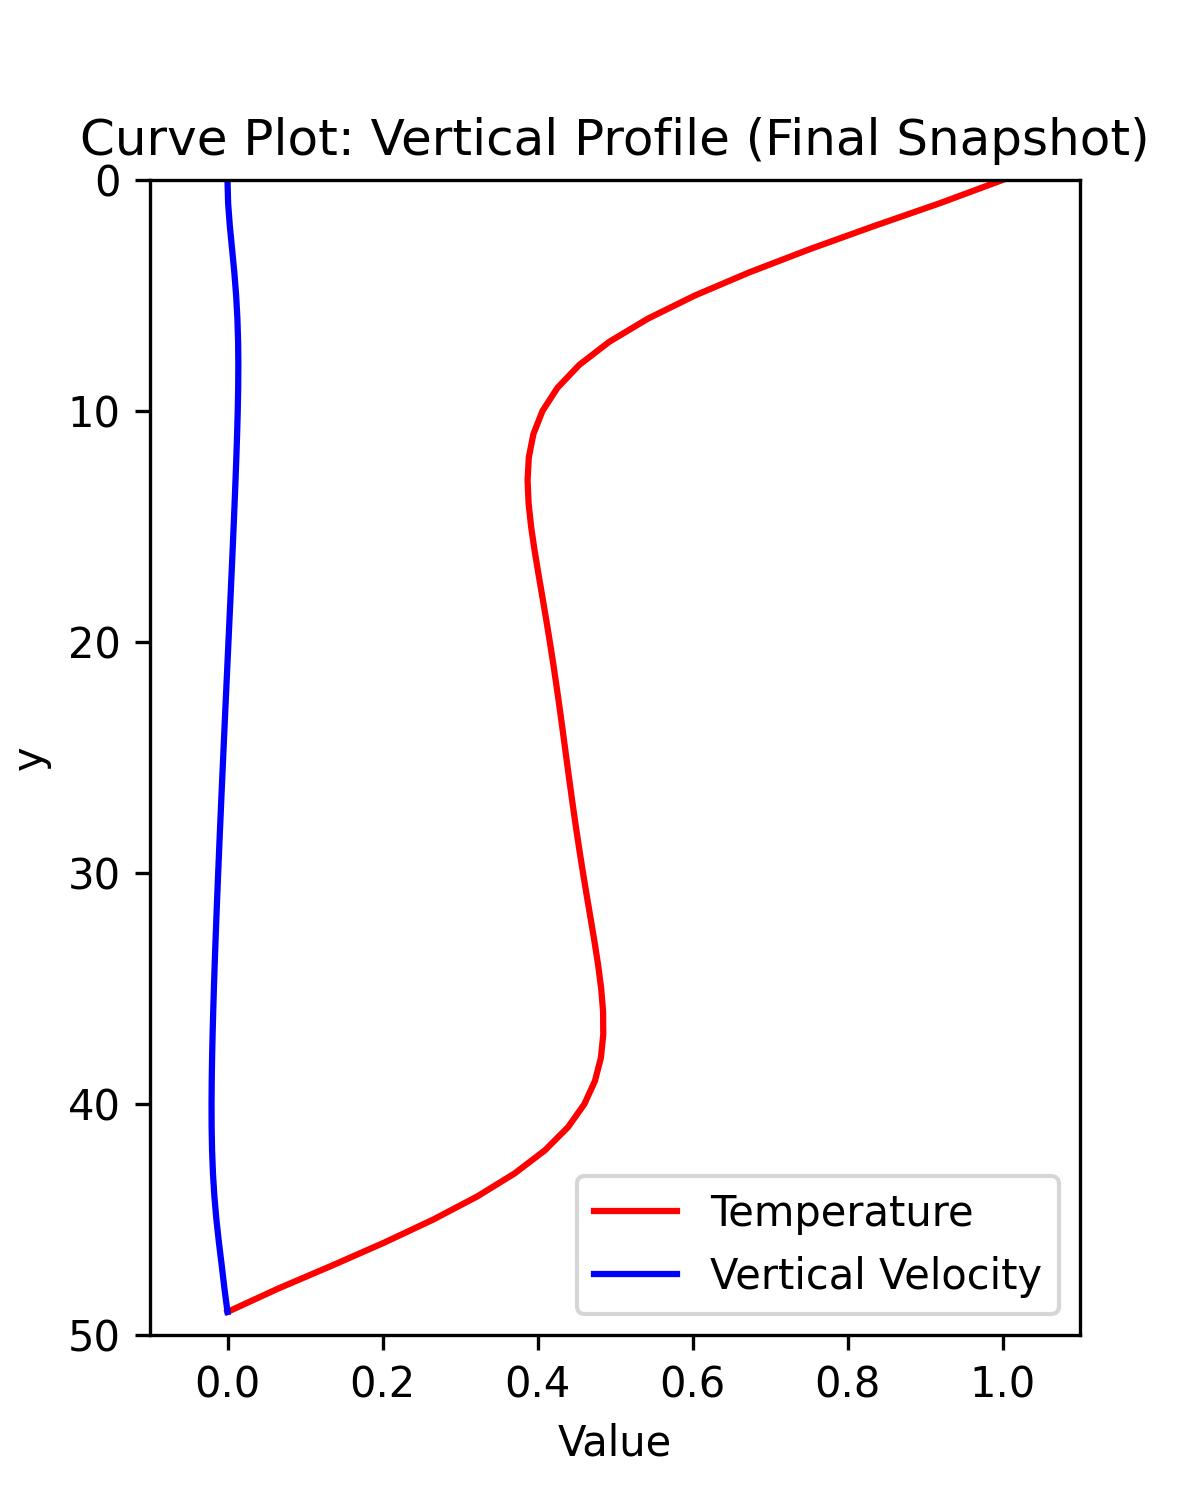 Curve Plot: Vertical Profile (Final Snapshot)
0
10
20
30
40
50
y
Temperature
Vertical Velocity
0.0 0.2 0.4 0.6 0.8 1.0
Value